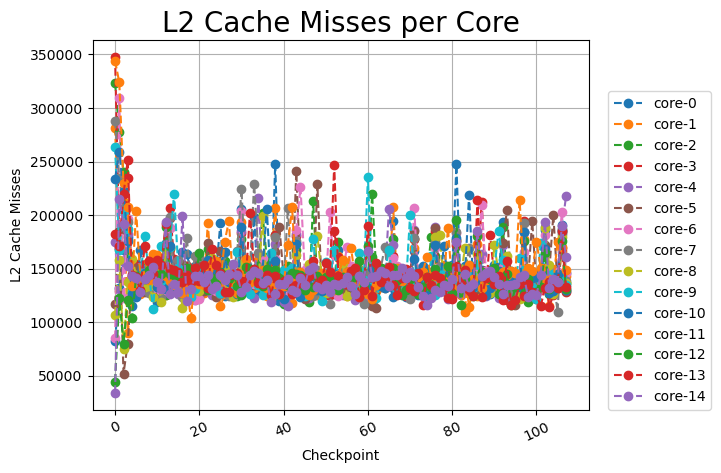 L2 Cache Misses per Core
L2 Cache Misses
350000
300000
250000
200000
150000
100000
50000
0
20
40
60
80
100
Checkpoint
core-0
core-1
core-2
core-3
core-4
core-5
core-6
core-7
core-8
core-9
core-10
core-11
core-12
core-13
core-14